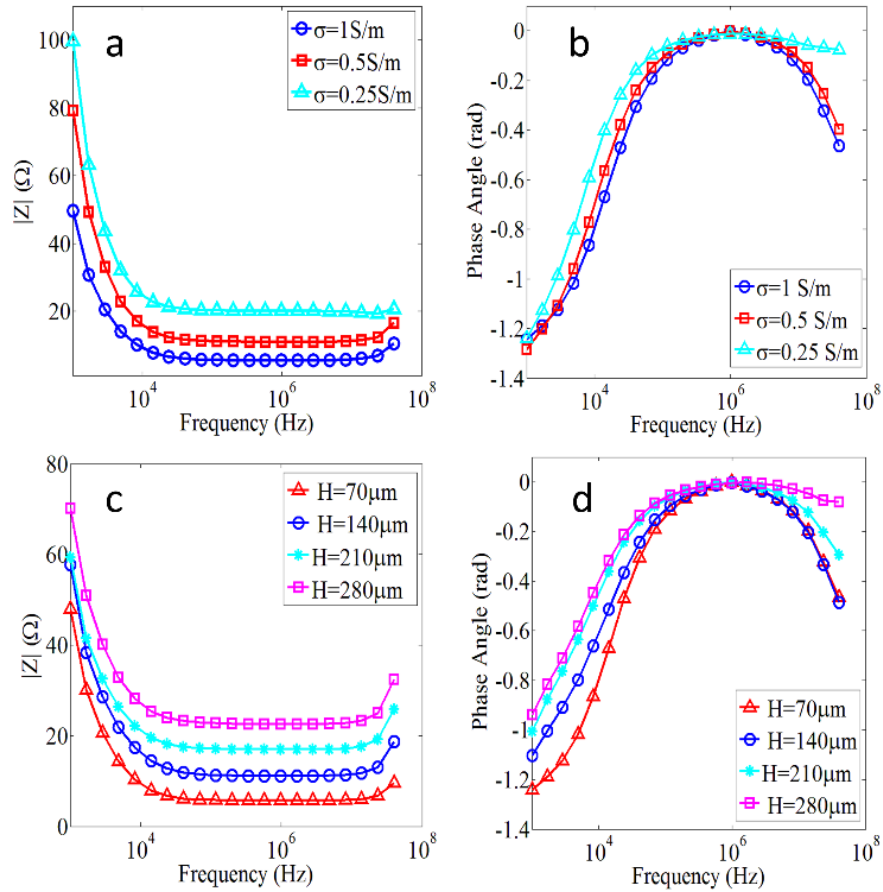 a
σ=1S/m
σ=0.5S/m
σ=0.25S/m
100
80
60
40
20
|Z| (Ω)
10^4
10^6
10^8
Frequency (Hz)
b
0
-0.2
-0.4
-0.6
-0.8
-1
-1.2
-1.4
Phase Angle (rad)
σ=1 S/m
σ=0.5 S/m
σ=0.25 S/m
10^4
10^6
10^8
Frequency (Hz)
c
H=70μm
H=140μm
H=210μm
H=280μm
80
60
40
20
0
|Z| (Ω)
10^4
10^6
10^8
Frequency (Hz)
d
0
-0.2
-0.4
-0.6
-0.8
-1
-1.2
-1.4
Phase Angle (rad)
H=70μm
H=140μm
H=210μm
H=280μm
10^4
10^6
10^8
Frequency (Hz)